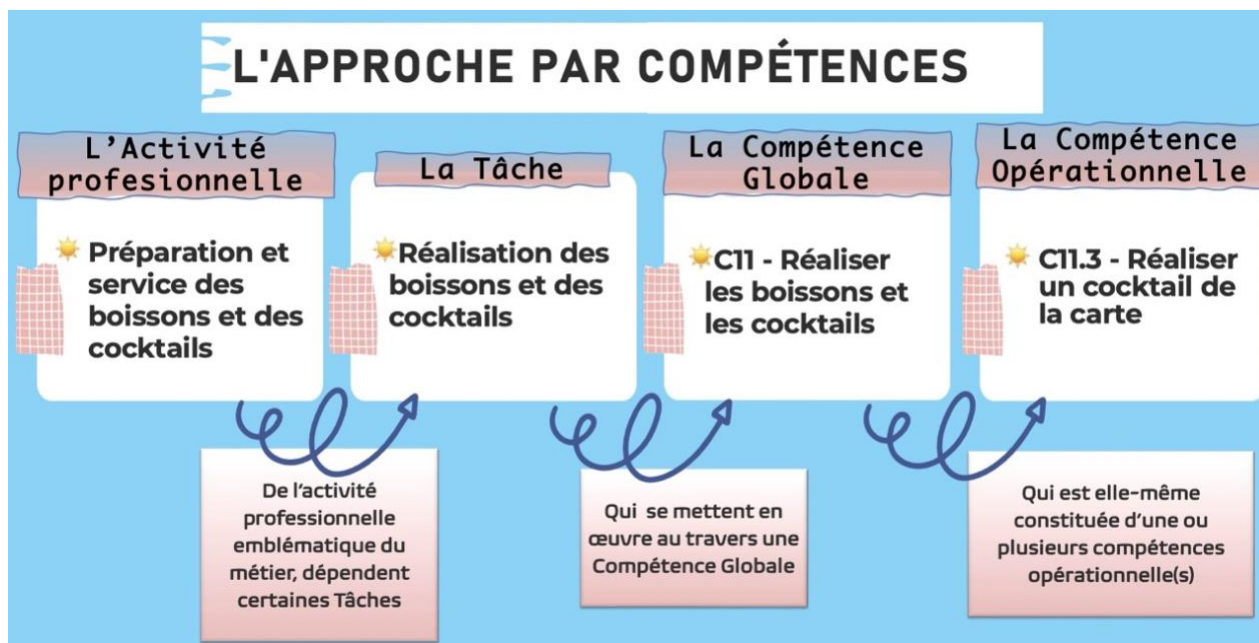 L'APPROCHE PAR COMPÉTENCES
L'Activité
profesionnelle
Préparation et
service des
boissons et des
cocktails
La Tâche
Réalisation des
boissons et des
cocktails
La Compétence
Globale
C11 - Réaliser
les boissons et
les cocktails
La Compétence
Opérationnelle
C11.3 - Réaliser
un cocktail de
la carte
De l'activité
professionnelle
emblématique du
métier, dépendent
certaines Tâches
Qui se mettent en
œuvre au travers une
Compétence Globale
Qui est elle-même
constituée d'une ou
plusieurs compétences
opérationnelle(s)